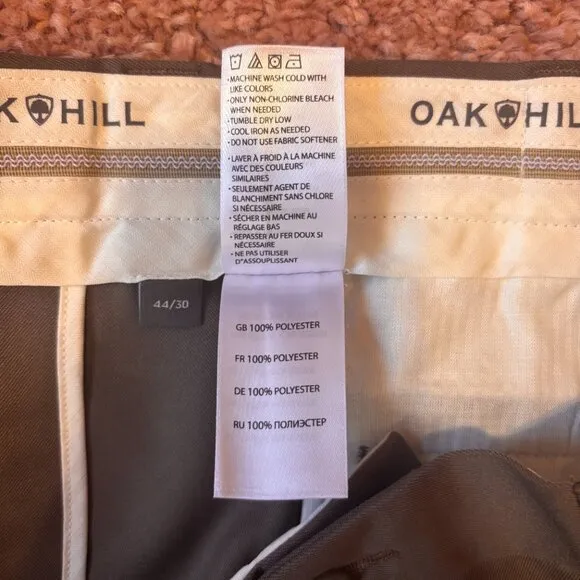 K HILL
OAK HIL
• MACHINE WASH COLD WITH
LIKE COLORS
• ONLY NON-CHLORINE BLEACH
WHEN NEEDED
• TUMBLE DRY LOW
• COOL IRON AS NEEDED
• DO NOT USE FABRIC SOFTENER
• LAVER À FROID À LA MACHINE
AVEC DES COULEURS
SIMILAIRES
• SEULEMENT AGENT DE
BLANCHIMENT SANS CHLORE
SI NÉCESSAIRE
• SÉCHER EN MACHINE AU
RÉGLAGE BAS
• REPASSER AU FER DOUX SI
NÉCESSAIRE
• NE PAS UTILISER
D'ASSOUPLISSANT
44/30
GB 100% POLYESTER
FR 100% POLYESTER
DE 100% POLYESTER
RU 100% ПОЛИЭСТЕР